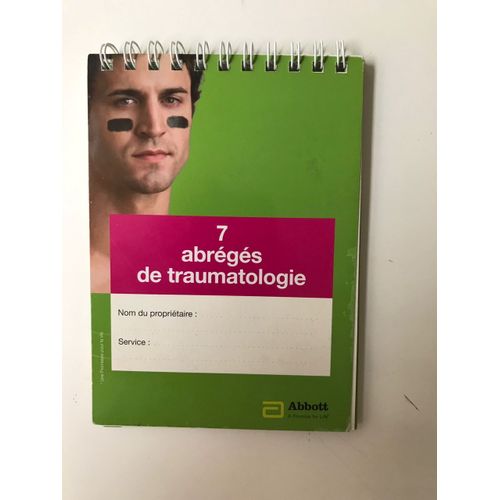 7
abrégés
de traumatologie
Nom du propriétaire :
Service :
Abbott
A Promise for Life